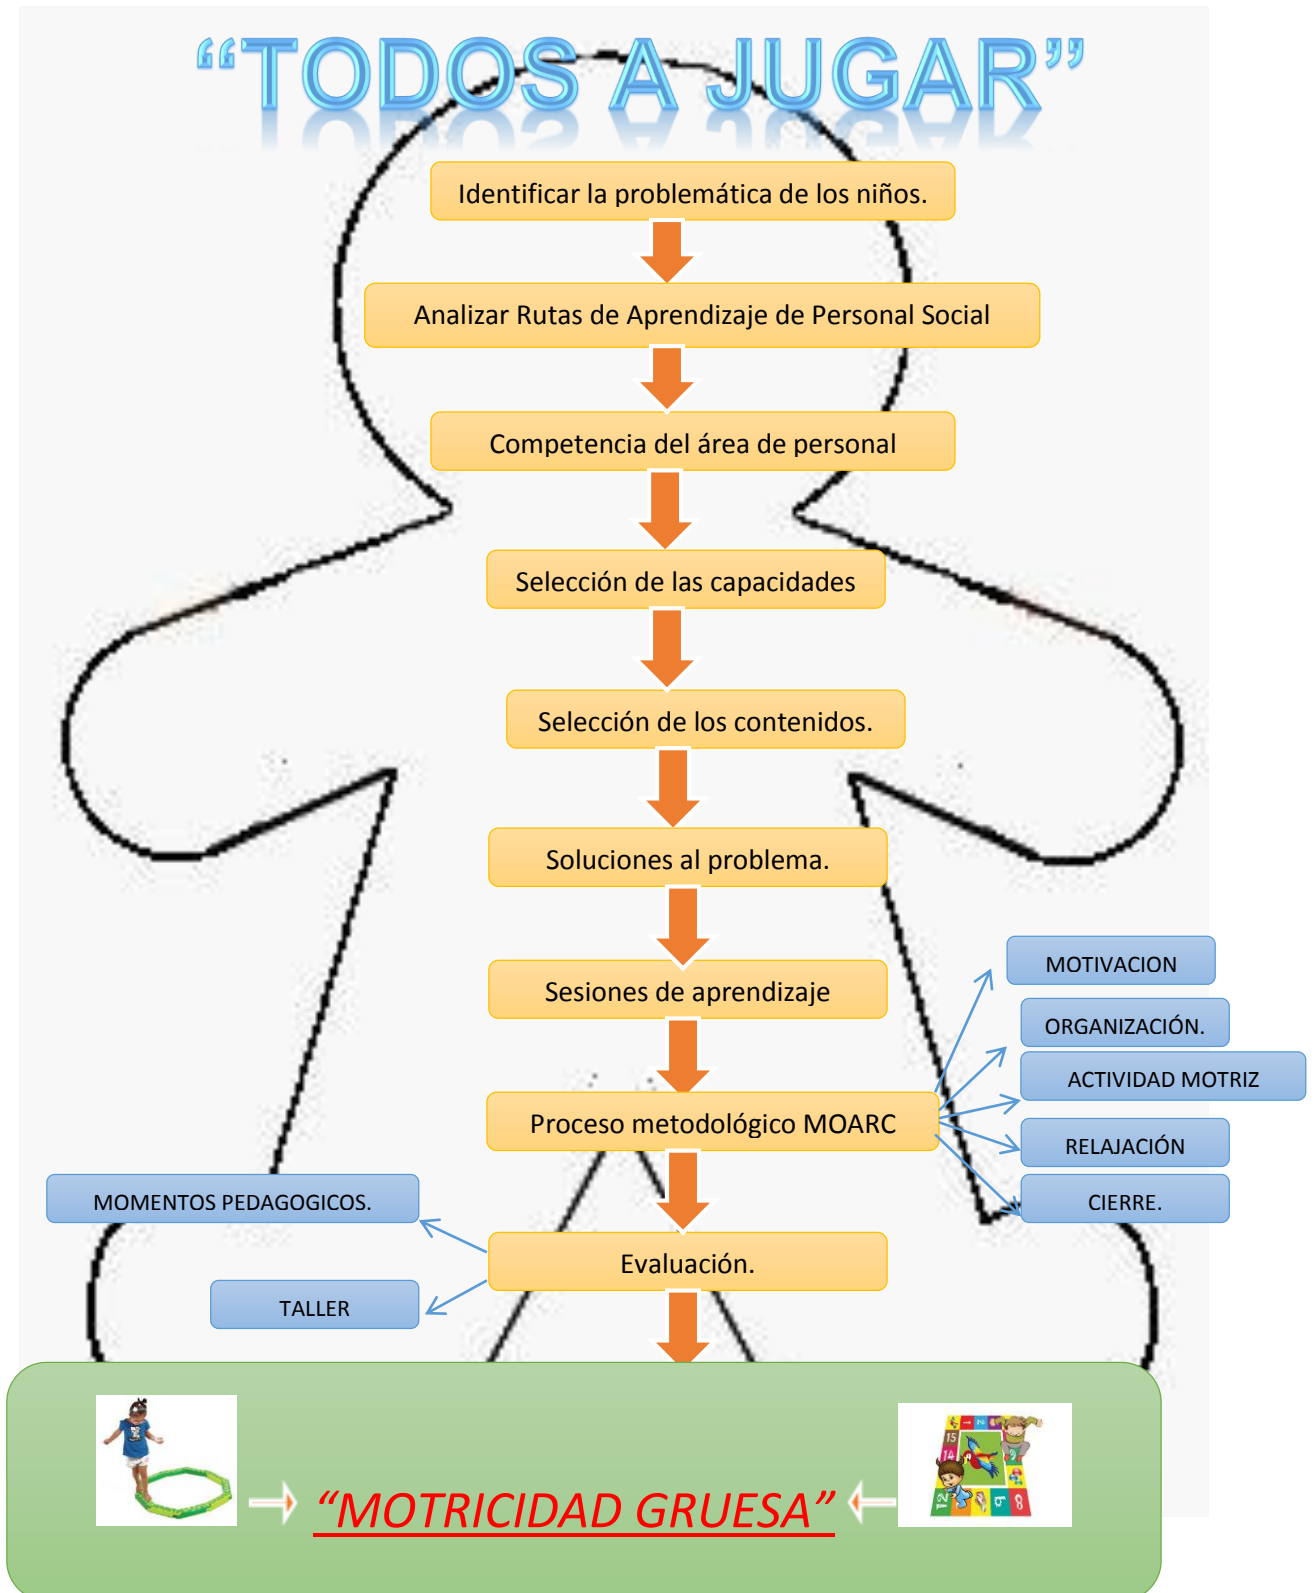 “TODOS A JUGAR”
Identificar la problemática de los niños.
Analizar Rutas de Aprendizaje de Personal Social
Competencia del área de personal
Selección de las capacidades
Selección de los contenidos.
Soluciones al problema.
Sesiones de aprendizaje
MOTIVACION
ORGANIZACIÓN.
ACTIVIDAD MOTRIZ
Proceso metodológico MOARC
RELAJACIÓN
CIERRE.
MOMENTOS PEDAGOGICOS.
Evaluación.
TALLER
“MOTRICIDAD GRUESA”